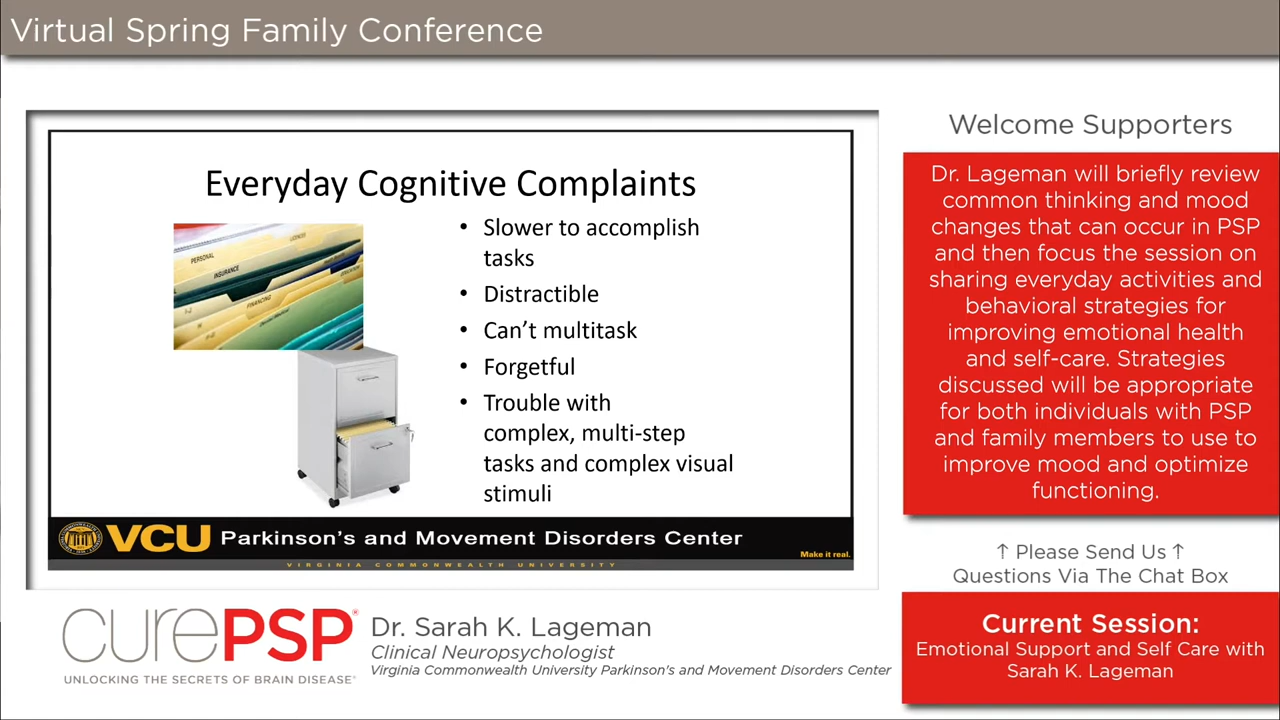 Virtual Spring Family Conference
Everyday Cognitive Complaints
PERSONAL
INSURANCE
FINANCING
LICENCES
• Slower to accomplish
tasks
• Distractible
• Can’t multitask
• Forgetful
• Trouble with
complex, multi-step
tasks and complex visual
stimuli
VCU Parkinson's and Movement Disorders Center
Make it real.
VIRGINIA COMMONWEALTH UNIVERSITY
curePSP®
UNLOCKING THE SECRETS OF BRAIN DISEASE®
Dr. Sarah K. Lageman
Clinical Neuropsychologist
Virginia Commonwealth University Parkinson's and Movement Disorders Center
Welcome Supporters
Dr. Lageman will briefly review
common thinking and mood
changes that can occur in PSP
and then focus the session on
sharing everyday activities and
behavioral strategies for
improving emotional health
and self-care. Strategies
discussed will be appropriate
for both individuals with PSP
and family members to use to
improve mood and optimize
functioning.
↑ Please Send Us ↑
Questions Via The Chat Box
Current Session:
Emotional Support and Self Care with
Sarah K. Lageman